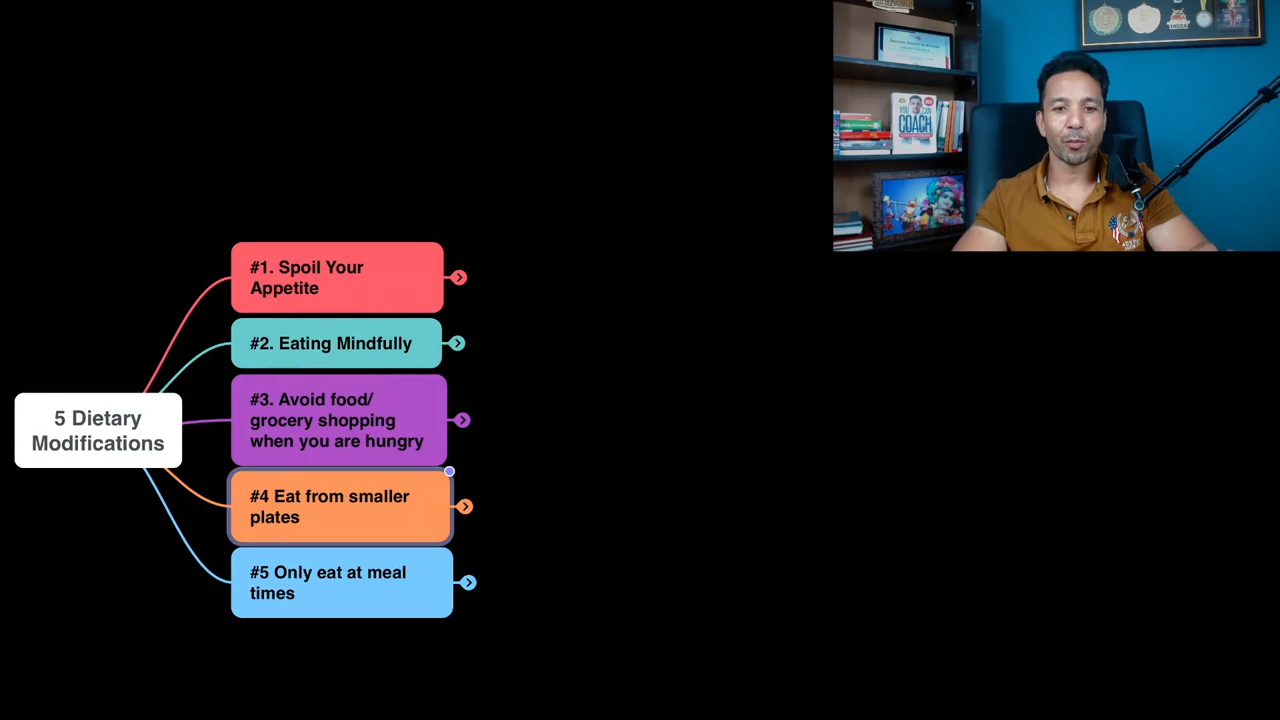 YOU CAN
COACH
#1. Spoil Your
Appetite
#2. Eating Mindfully
#3. Avoid food/
grocery shopping
when you are hungry
5 Dietary
Modifications
#4 Eat from smaller
plates
#5 Only eat at meal
times